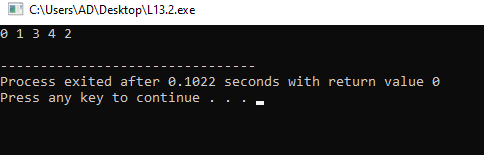 C:\Users\AD\Desktop\L13.2.exe
0 1 3 4 2
--------------------------------
Process exited after 0.1022 seconds with return value 0
Press any key to continue . . .